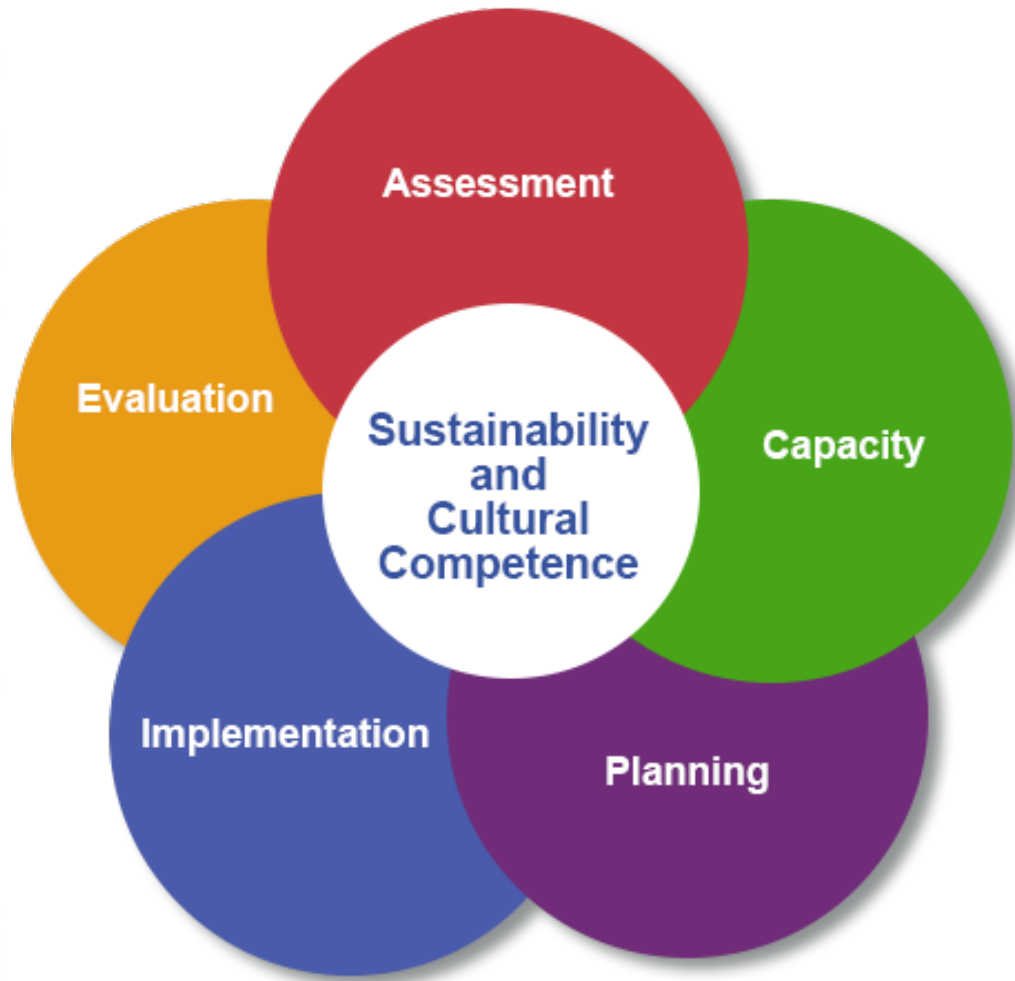 Assessment
Evaluation
Sustainability
and
Cultural
Competence
Capacity
Implementation
Planning